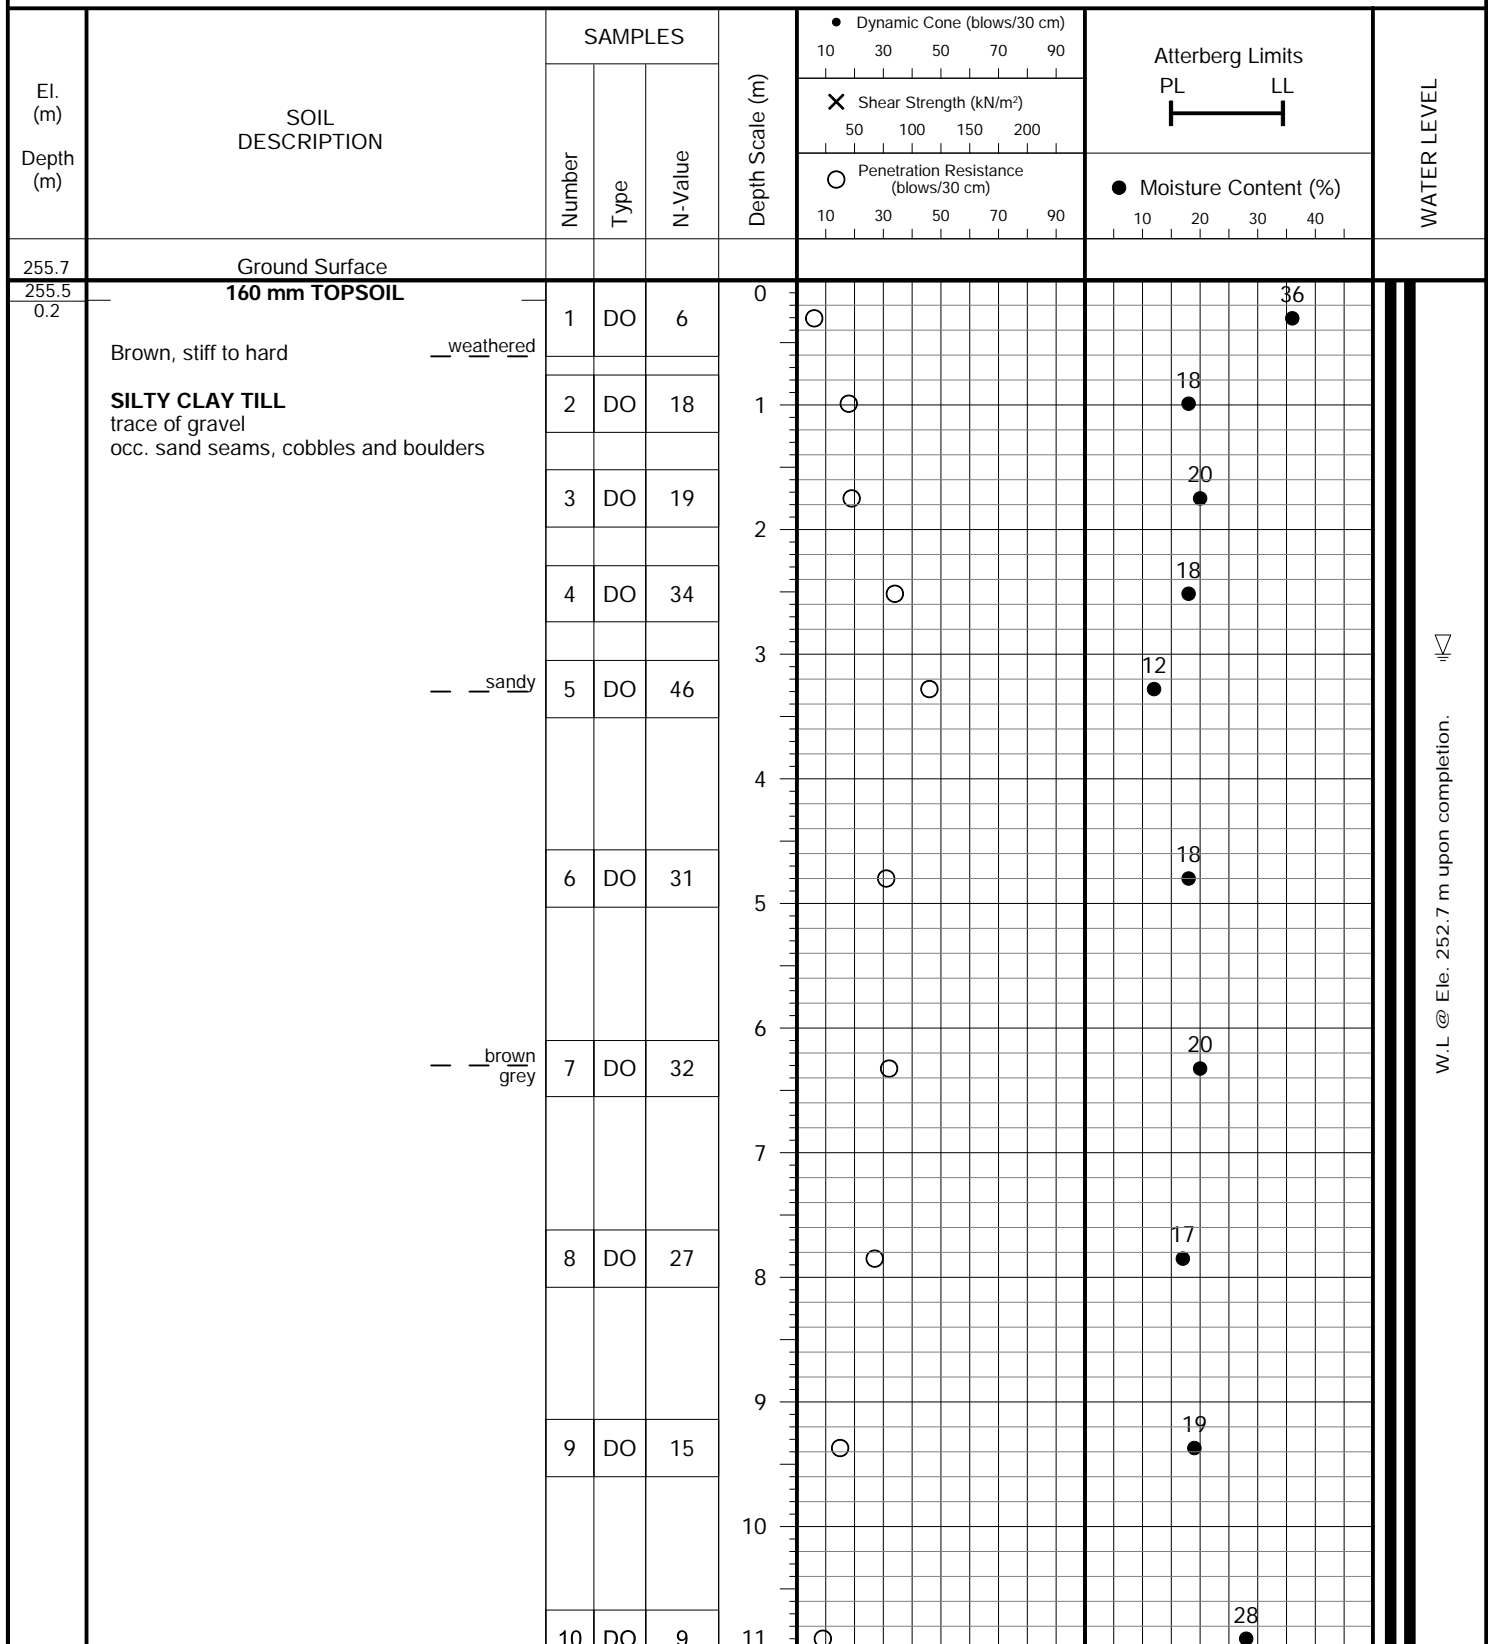 El.
(m)
Depth
(m)
SOIL
DESCRIPTION
SAMPLES
Number
Type
N-Value
Depth Scale (m)
Dynamic Cone (blows/30 cm)
10 30 50 70 90
Shear Strength (kN/m²)
50 100 150 200
Penetration Resistance
(blows/30 cm)
10 30 50 70 90
Atterberg Limits
PL LL
Moisture Content (%)
10 20 30 40
WATER LEVEL
255.7 Ground Surface
255.5 160 mm TOPSOIL 0 36
0.2
1 DO 6
weathered
Brown, stiff to hard
18
SILTY CLAY TILL
2 DO 18 1
trace of gravel
occ. sand seams, cobbles and boulders
20
3 DO 19
2
18
4 DO 34
3
12
sandy
5 DO 46
4
18
6 DO 31
5
W.L @ Ele. 252.7 m upon completion.
6
20
brown
grey
7 DO 32
7
17
8 DO 27
8
9
19
9 DO 15
10
28
10 DO 9 11